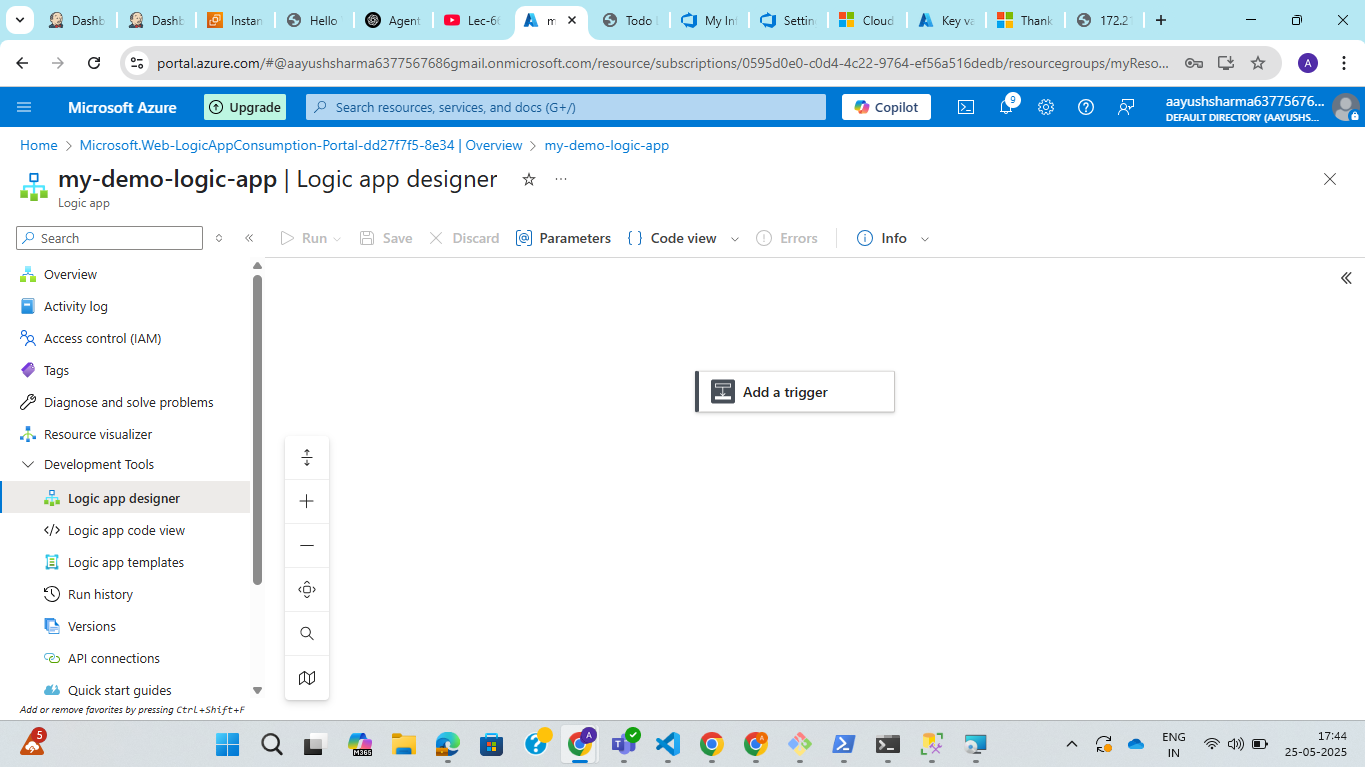 Dashb
Dashb
Instan
Hello
Agent
Lec-66
m
Todo
My Inf
Settin
Cloud
Key va
Thank
172.21
portal.azure.com/#@aayushsharma6377567686gmail.onmicrosoft.com/resource/subscriptions/0595d0e0-c0d4-4c22-9764-ef56a516dedb/resourcegroups/myReso...
A
Microsoft Azure
Upgrade
Search resources, services, and docs (G+/)
Copilot
9
aayushsharma63775676...
DEFAULT DIRECTORY (AAYUSHS...
Home > Microsoft.Web-LogicAppConsumption-Portal-dd27f7f5-8e34 | Overview > my-demo-logic-app
my-demo-logic-app | Logic app designer
Logic app
Search
Run
Save
Discard
Parameters
Code view
Errors
Info
Overview
Activity log
Access control (IAM)
Tags
Diagnose and solve problems
Resource visualizer
Development Tools
Logic app designer
Logic app code view
Logic app templates
Run history
Versions
API connections
Quick start guides
Add or remove favorites by pressing Ctrl+Shift+F
Add a trigger
5
M365
A
ENG
IN
17:44
25-05-2025